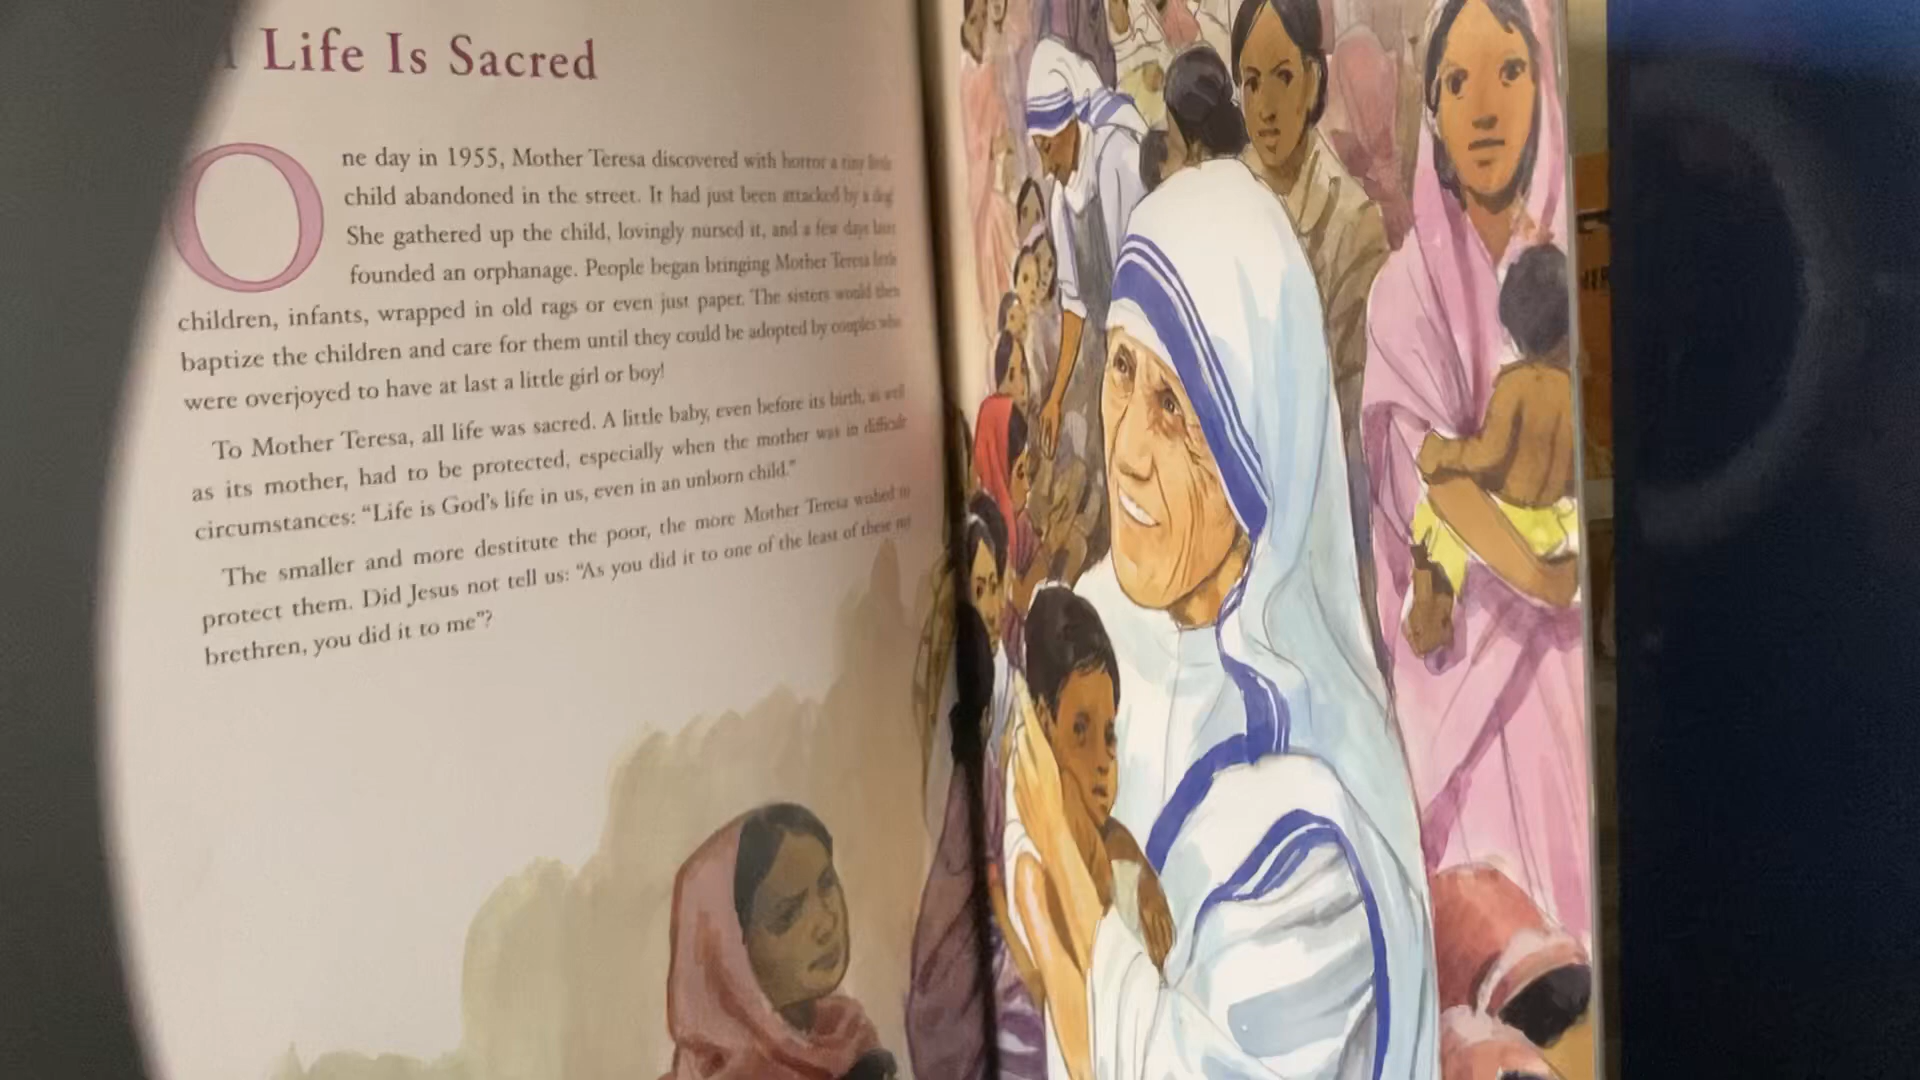 Life Is Sacred
One day in 1955, Mother Teresa discovered with horror a tiny little
child abandoned in the street. It had just been attacked by a dog
She gathered up the child, lovingly nursed it, and a few days later
founded an orphanage. People began bringing Mother Teresa little
children, infants, wrapped in old rags or even just paper. The sisters would then
baptize the children and care for them until they could be adopted by couples who
were overjoyed to have at last a little girl or boy!
To Mother Teresa, all life was sacred. A little baby, even before its birth, as well
as its mother, had to be protected, especially when the mother was in difficult
circumstances: “Life is God’s life in us, even in an unborn child.”
The smaller and more destitute the poor, the more Mother Teresa wished to
protect them. Did Jesus not tell us: “As you did it to one of the least of these my
brethren, you did it to me”?